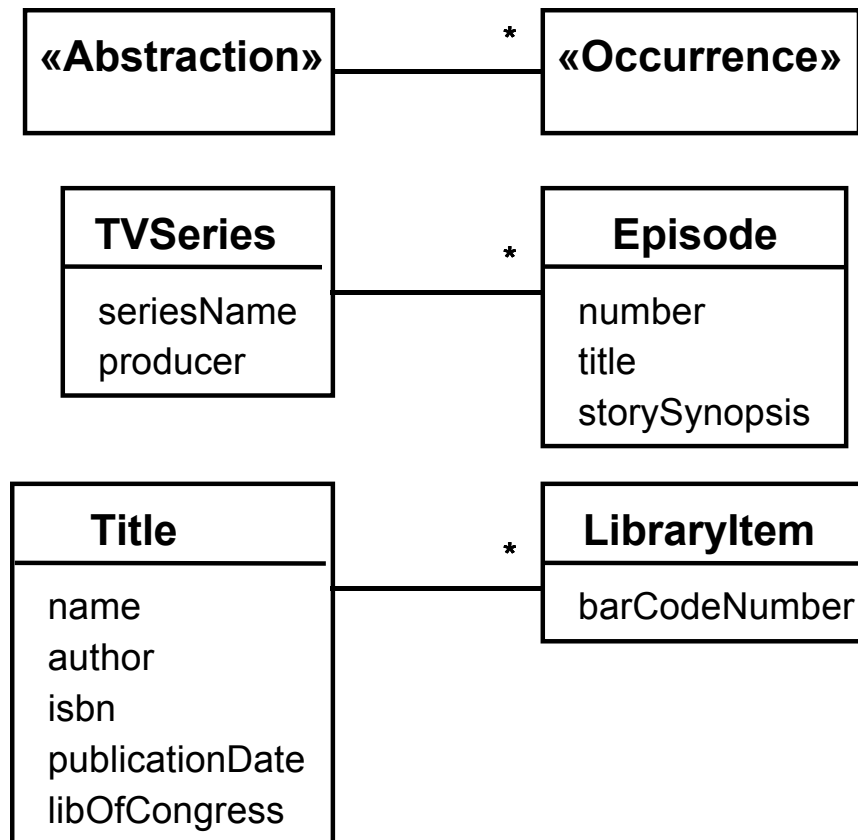 «Abstraction»
*
«Occurrence»
TVSeries
seriesName
producer
*
Episode
number
title
storySynopsis
Title
name
author
isbn
publicationDate
libOfCongress
*
LibraryItem
barCodeNumber